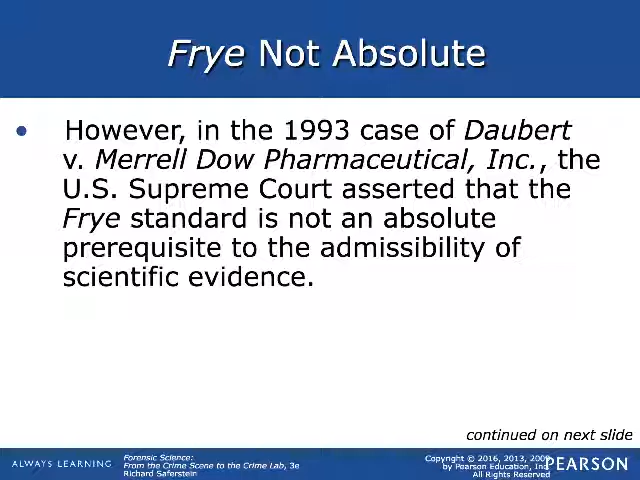 Frye Not Absolute
• However, in the 1993 case of Daubert
v. Merrell Dow Pharmaceutical, Inc., the
U.S. Supreme Court asserted that the
Frye standard is not an absolute
prerequisite to the admissibility of
scientific evidence.
continued on next slide
ALWAYS LEARNING
Forensic Science:
From the Crime Scene to the Crime Lab, 3e
Richard Saferstein
Copyright © 2016, 2013, 2009
by Pearson Education, Inc.
All Rights Reserved
PEARSON